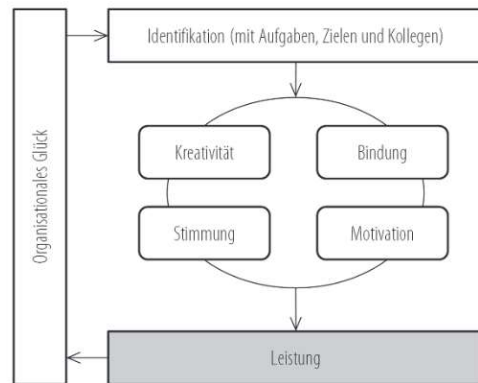 Organisationales Glück
Identifikation (mit Aufgaben, Zielen und Kollegen)
Kreativität
Bindung
Stimmung
Motivation
Leistung